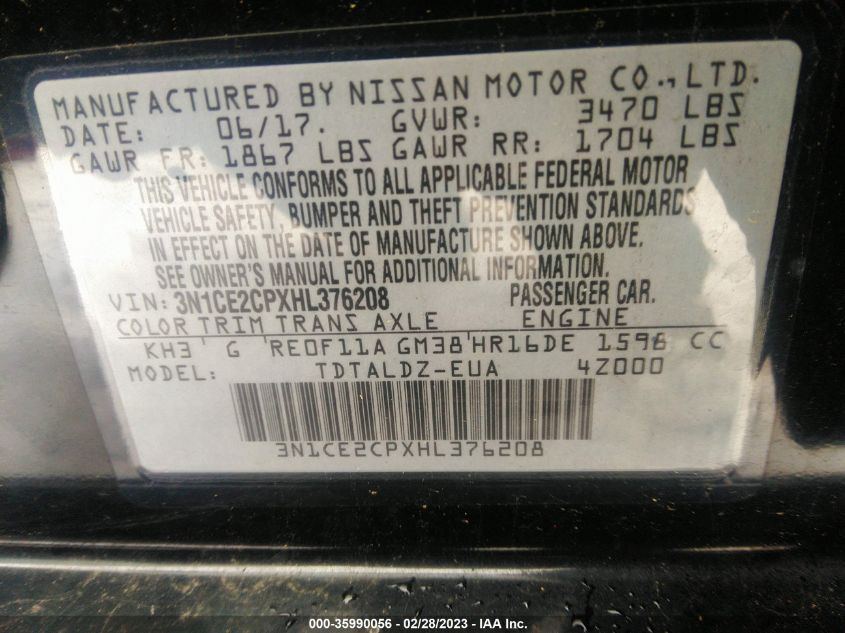 MANUFACTURED BY NISSAN MOTOR CO.,LTD.
DATE: 06/17. GVWR: 3470 LBS
GAWR FR: 1867 LBS GAWR RR: 1704 LBS
THIS VEHICLE CONFORMS TO ALL APPLICABLE FEDERAL MOTOR
VEHICLE SAFETY, BUMPER AND THEFT PREVENTION STANDARDS
IN EFFECT ON THE DATE OF MANUFACTURE SHOWN ABOVE.
SEE OWNER'S MANUAL FOR ADDITIONAL INFORMATION.
VIN: 3N1CE2CPXHL376208 PASSENGER CAR.
COLOR TRIM TRANS AXLE ENGINE
KH3 G RE0F11A GM38 HR16DE 1598 CC
MODEL: TDTALDZ-EUA 4Z000
3N1CE2CPXHL376208
000-35990056 - 02/28/2023 - IAA Inc.